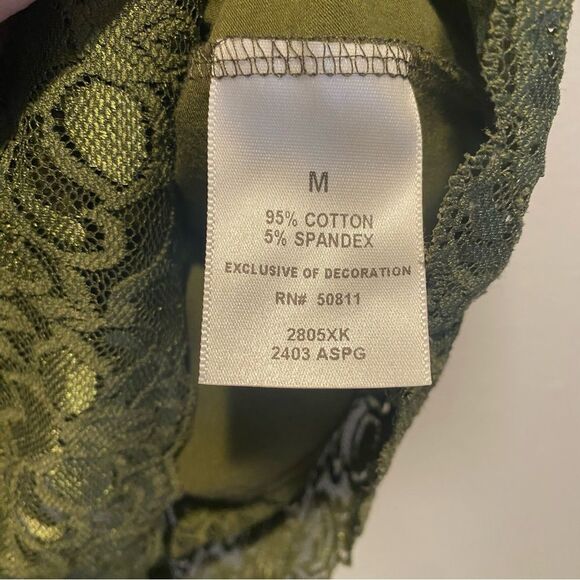 M
95% COTTON
5% SPANDEX
EXCLUSIVE OF DECORATION
RN# 50811
2805XK
2403 ASPG